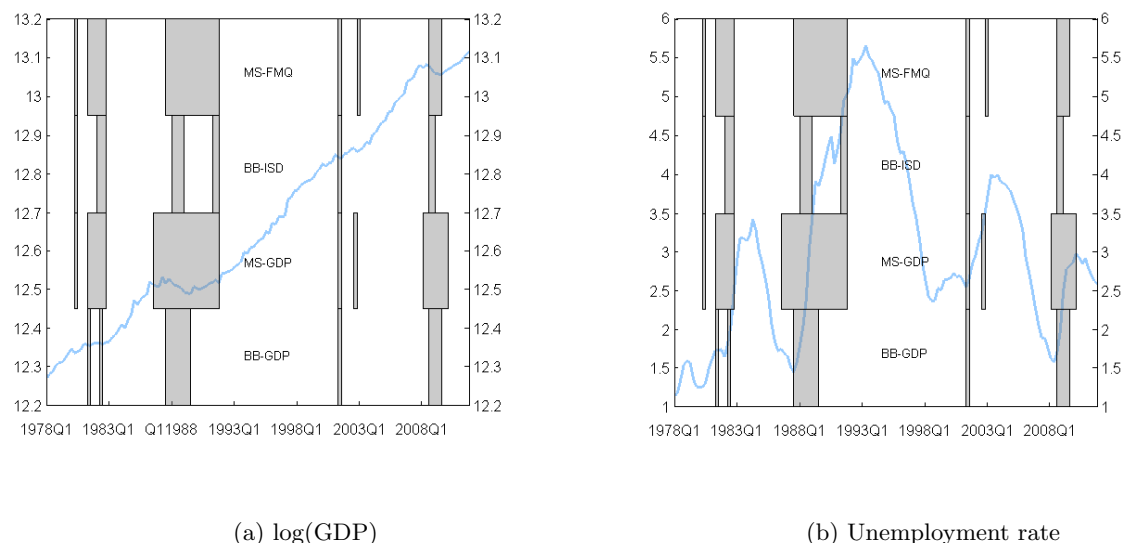 13.2 13.2
13.1 13.1
MS-FMQ
13 13
12.9 12.9
BB-ISD
12.8 12.8
12.7 12.7
12.6 12.6
MS-GDP
12.5 12.5
12.4 12.4
BB-GDP
12.3 12.3
12.2 12.2
1978Q1 1983Q1 Q11988 1993Q1 1998Q1 2003Q1 2008Q1
(a) log(GDP)
6 6
5.5 5.5
MS-FMQ
5 5
4.5 4.5
BB-ISD
4 4
3.5 3.5
3 3
MS-GDP
2.5 2.5
2 2
BB-GDP
1.5 1.5
1 1
1978Q1 1983Q1 1988Q1 1993Q1 1998Q1 2003Q1 2008Q1
(b) Unemployment rate